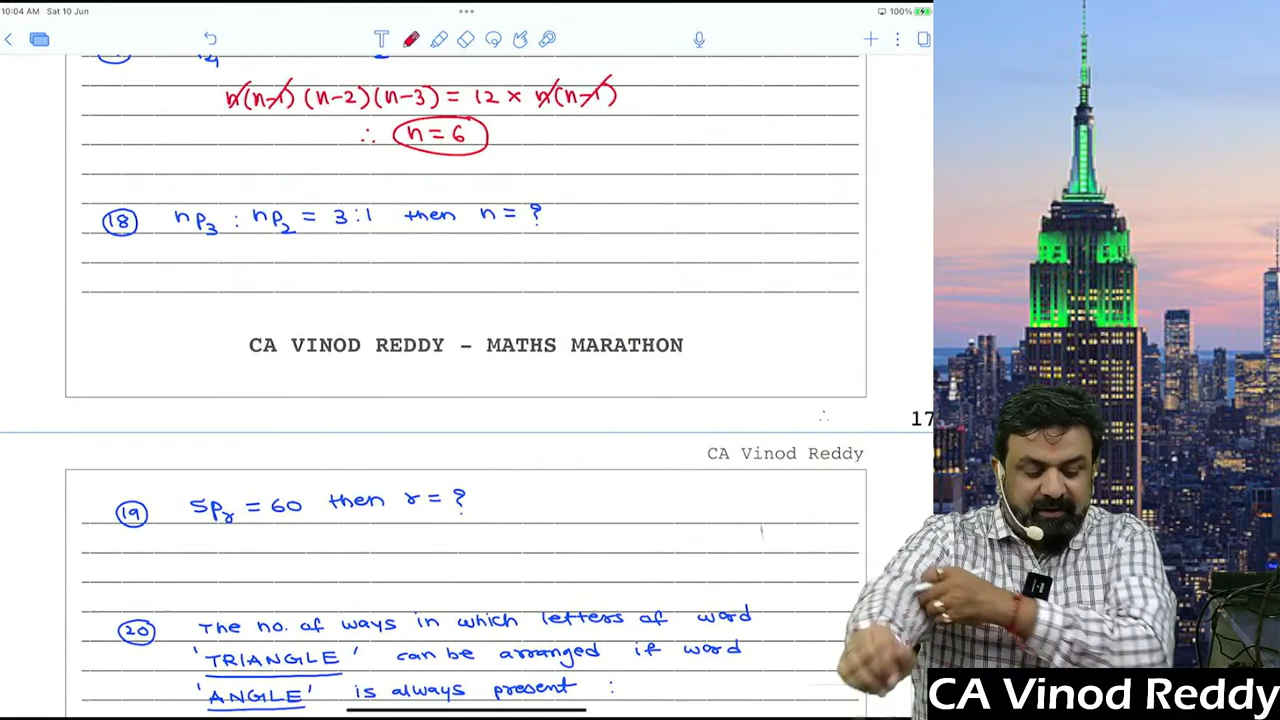 10:04 AM Sat 10 Jun
100%
n(n-1) (n-2)(n-3) = 12 × n(n-1)
∴ n = 6
18 nP3 : nP2 = 3:1 then n = ?
CA VINOD REDDY - MATHS MARATHON
17
CA Vinod Reddy
19 5Pr = 60 then r = ?
20 The no. of ways in which letters of word
'TRIANGLE' can be arranged if word
'ANGLE' is always present :
CA Vinod Reddy